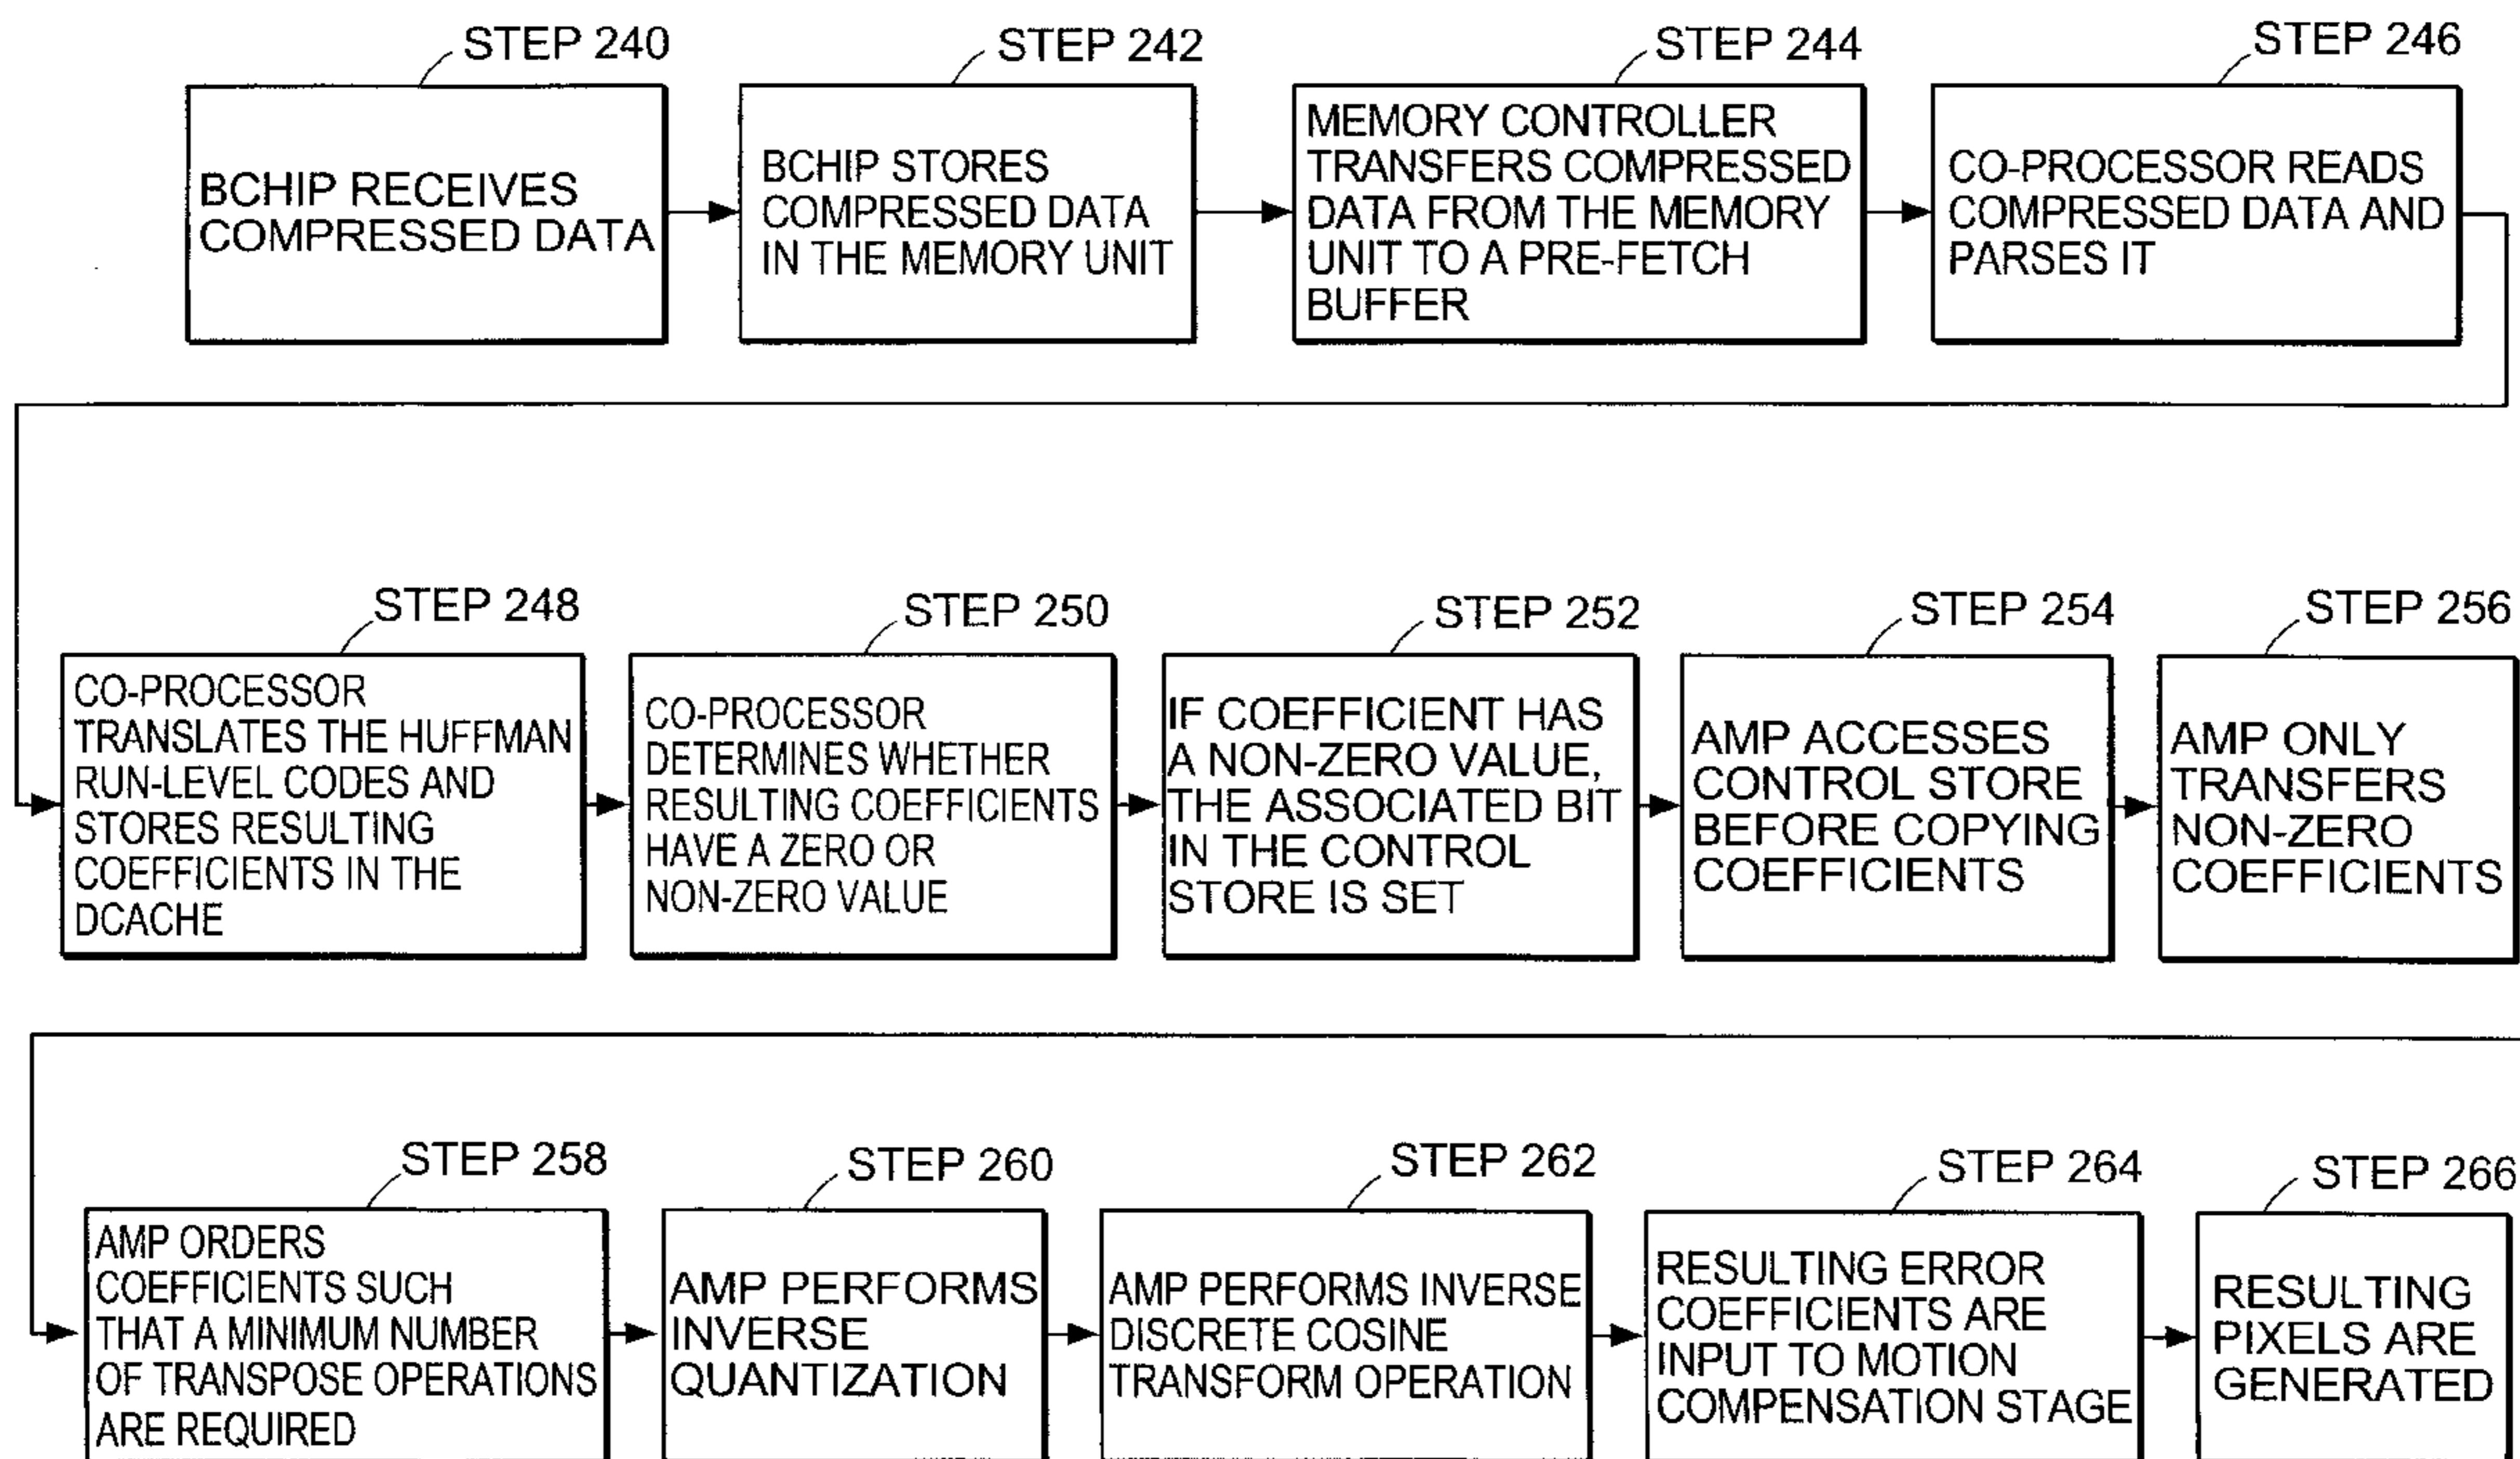 STEP 240
BCHIP RECEIVES
COMPRESSED DATA
STEP 242
BCHIP STORES
COMPRESSED DATA
IN THE MEMORY UNIT
STEP 244
MEMORY CONTROLLER
TRANSFERS COMPRESSED
DATA FROM THE MEMORY
UNIT TO A PRE-FETCH
BUFFER
STEP 246
CO-PROCESSOR READS
COMPRESSED DATA AND
PARSES IT
STEP 248
CO-PROCESSOR
TRANSLATES THE HUFFMAN
RUN-LEVEL CODES AND
STORES RESULTING
COEFFICIENTS IN THE
DCACHE
STEP 250
CO-PROCESSOR
DETERMINES WHETHER
RESULTING COEFFICIENTS
HAVE A ZERO OR
NON-ZERO VALUE
STEP 252
IF COEFFICIENT HAS
A NON-ZERO VALUE,
THE ASSOCIATED BIT
IN THE CONTROL
STORE IS SET
STEP 254
AMP ACCESSES
CONTROL STORE
BEFORE COPYING
COEFFICIENTS
STEP 256
AMP ONLY
TRANSFERS
NON-ZERO
COEFFICIENTS
STEP 258
AMP ORDERS
COEFFICIENTS SUCH
THAT A MINIMUM NUMBER
OF TRANSPOSE OPERATIONS
ARE REQUIRED
STEP 260
AMP PERFORMS
INVERSE
QUANTIZATION
STEP 262
AMP PERFORMS INVERSE
DISCRETE COSINE
TRANSFORM OPERATION
STEP 264
RESULTING ERROR
COEFFICIENTS ARE
INPUT TO MOTION
COMPENSATION STAGE
STEP 266
RESULTING
PIXELS ARE
GENERATED